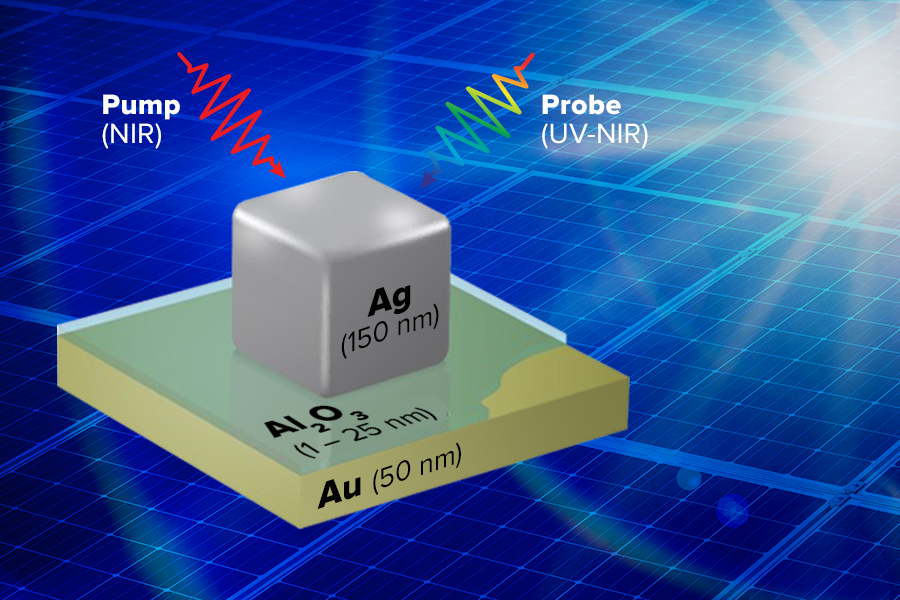 Pump
(NIR)
Probe
(UV-NIR)
Ag
(150 nm)
Al₂O₃
(1 – 25 nm)
Au (50 nm)